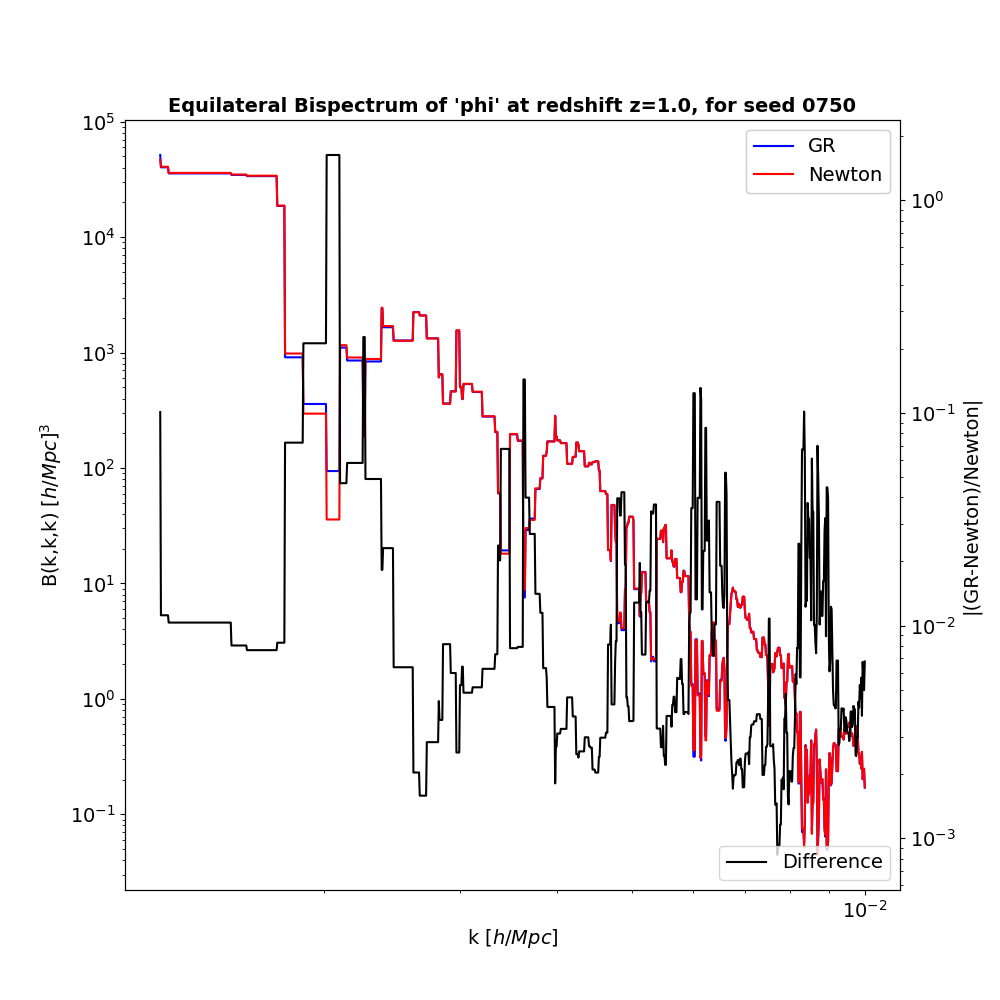 Equilateral Bispectrum of 'phi' at redshift z=1.0, for seed 0750
GR
Newton
10^5
10^4
10^3
10^2
10^1
10^0
10^-1
B(k,k,k) [h/Mpc]^3
10^0
10^-1
10^-2
10^-3
|(GR-Newton)/Newton|
Difference
10^-2
k [h/Mpc]